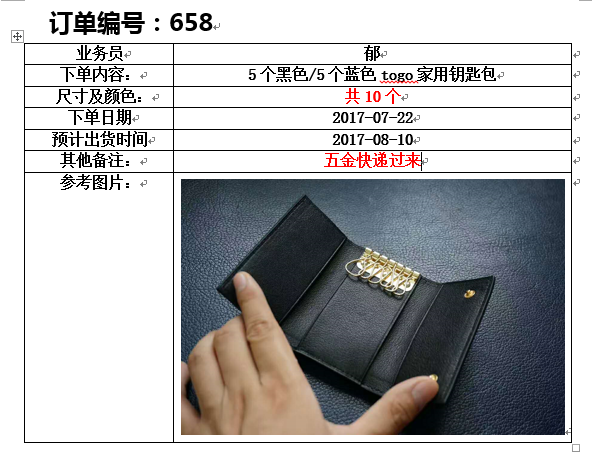 订单编号：658
业务员 郁
下单内容： 5个黑色/5个蓝色 togo 家用钥匙包
尺寸及颜色： 共 10 个
下单日期 2017-07-22
预计出货时间 2017-08-10
其他备注： 五金快递过来
参考图片：